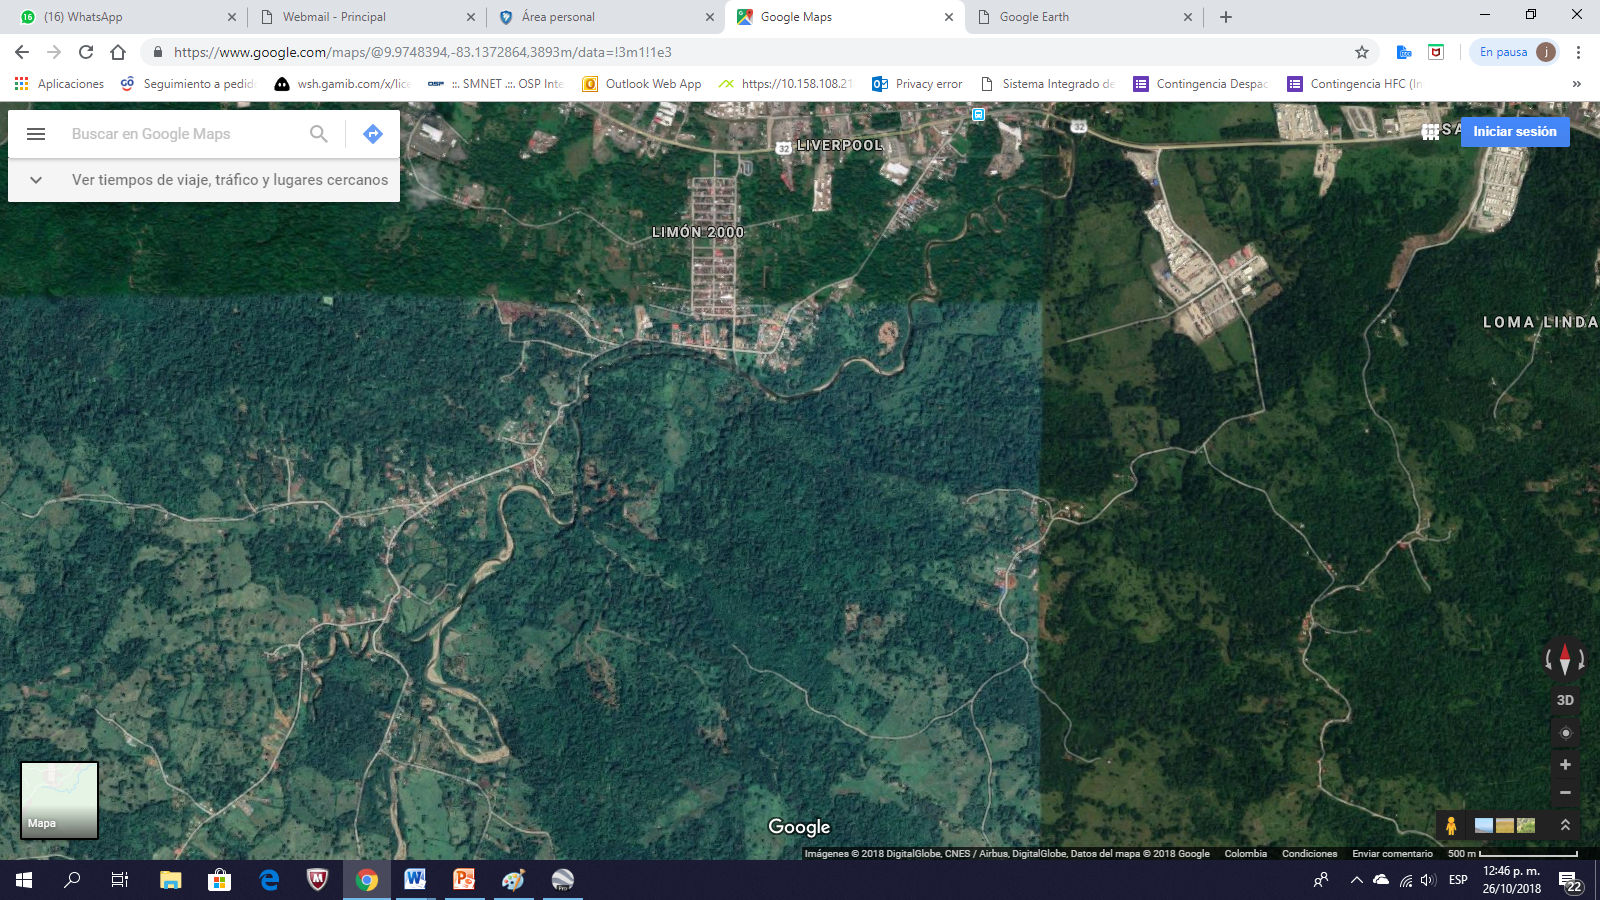 (16) WhatsApp
Webmail - Principal
Área personal
Google Maps
Google Earth
https://www.google.com/maps/@9.9748394,-83.1372864,3893m/data=!3m1!1e3
En pausa
j
Aplicaciones
Seguimiento a pedid
wsh.gamib.com/x/lice
.::. SMNET .::. OSP Inte
Outlook Web App
https://10.158.108.21
Privacy error
Sistema Integrado de
Contingencia Despac
Contingencia HFC (In
»
Buscar en Google Maps
Ver tiempos de viaje, tráfico y lugares cercanos
32
LIVERPOOL
32
SA
Iniciar sesión
LIMÓN 2000
LOMA LINDA
3D
Mapa
Google
Imágenes © 2018 DigitalGlobe, CNES / Airbus, DigitalGlobe, Datos del mapa © 2018 Google
Colombia
Condiciones
Enviar comentario
500 m
ESP
12:46 p. m.
26/10/2018
22